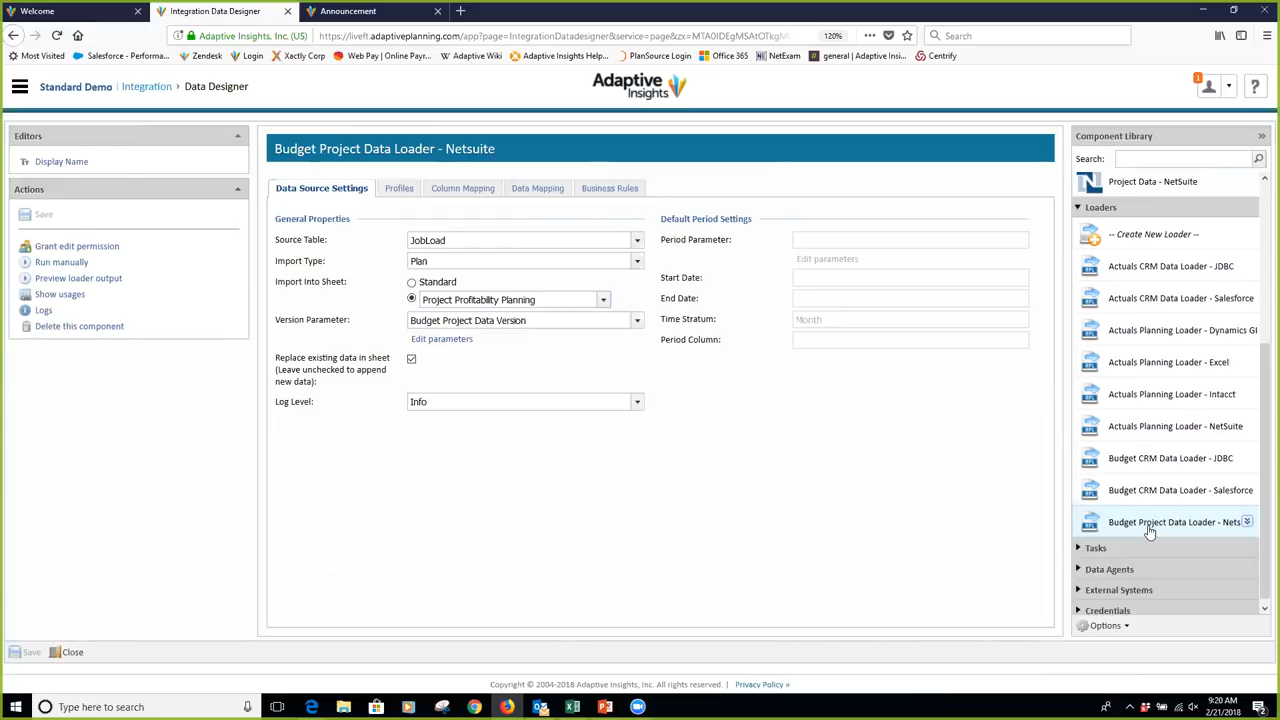 Welcome
Integration Data Designer
Announcement
Adaptive Insights, Inc. (US)
https://liveft.adaptiveplanning.com/app?page=IntegrationDatadesigner&service=page&zx=
120%
Search
Most Visited
Salesforce - Performa...
Zendesk
Login
Xactly Corp
Web Pay | Online Payr...
Adaptive Wiki
Adaptive Insights Help...
PlanSource Login
Office 365
NetExam
general | Adaptive Insi...
Centrify
Standard Demo
Integration › Data Designer
Adaptive
Insights
1
?
Editors
Tr Display Name
Actions
Save
Grant edit permission
Run manually
Preview loader output
Show usages
Logs
Delete this component
Budget Project Data Loader - Netsuite
Data Source Settings
Profiles
Column Mapping
Data Mapping
Business Rules
General Properties
Source Table: JobLoad
Import Type: Plan
Import Into Sheet: Standard
Project Profitability Planning
Version Parameter: Budget Project Data Version
Edit parameters
Replace existing data in sheet
(Leave unchecked to append
new data):
Log Level: Info
Default Period Settings
Period Parameter:
Edit parameters
Start Date:
End Date:
Time Stratum: Month
Period Column:
Component Library
Search:
Project Data - NetSuite
Loaders
-- Create New Loader --
Actuals CRM Data Loader - JDBC
Actuals CRM Data Loader - Salesforce
Actuals Planning Loader - Dynamics GI
Actuals Planning Loader - Excel
Actuals Planning Loader - Intacct
Actuals Planning Loader - NetSuite
Budget CRM Data Loader - JDBC
Budget CRM Data Loader - Salesforce
Budget Project Data Loader - Nets
Tasks
Data Agents
External Systems
Credentials
Options
Save
Close
Copyright © 2004-2018 Adaptive Insights, Inc. All rights reserved. | Privacy Policy »
Type here to search
9:20 AM
2/21/2018